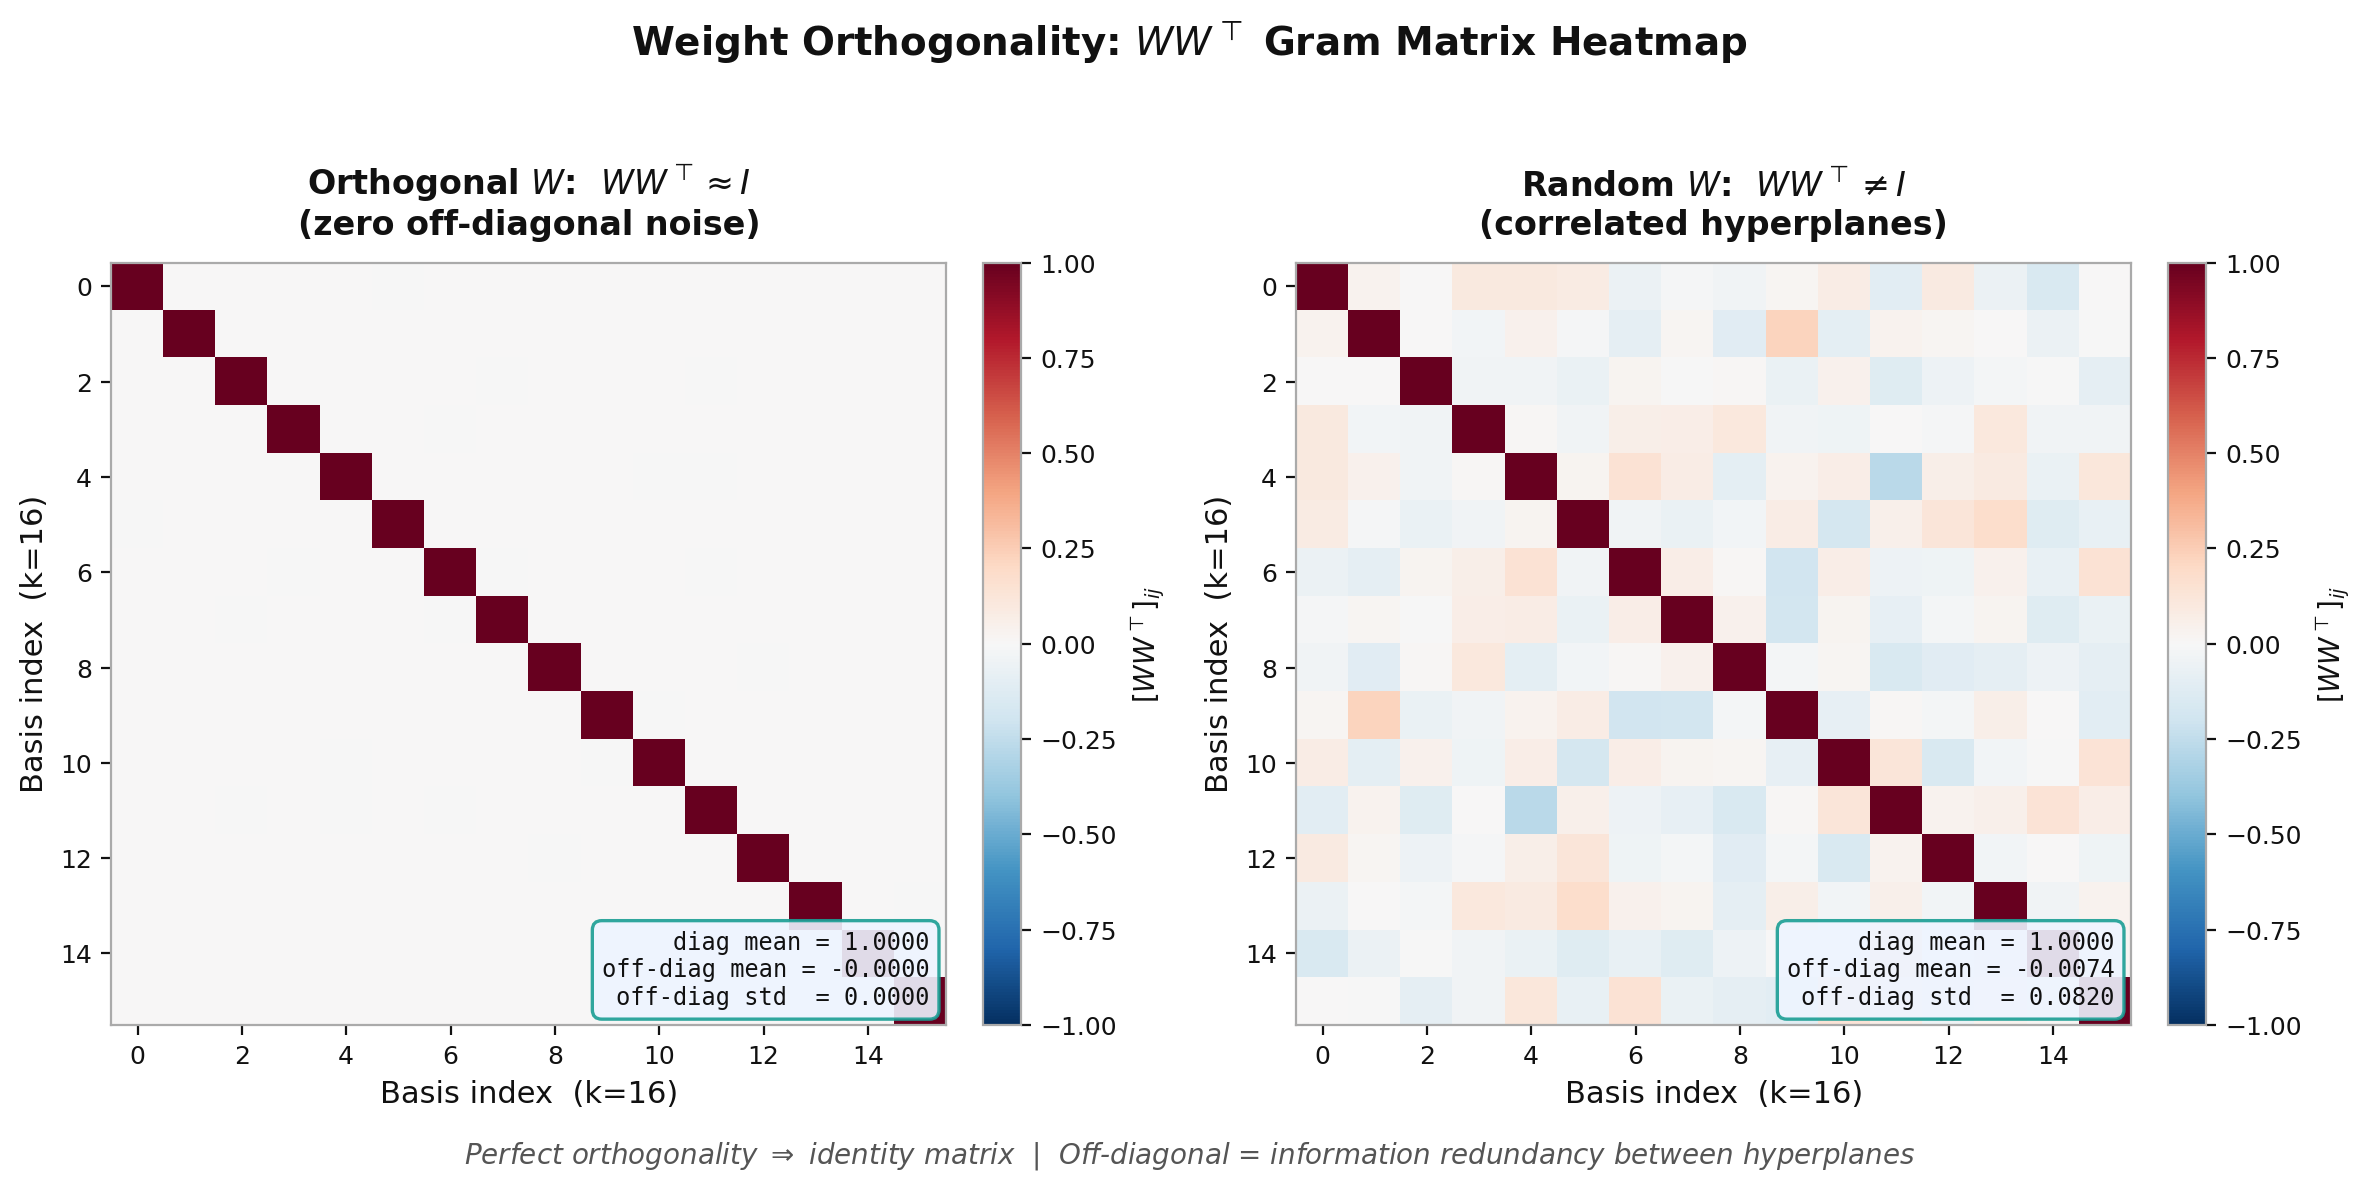 Weight Orthogonality: WW⊤ Gram Matrix Heatmap
Orthogonal W: WW⊤ ≈ I
(zero off-diagonal noise)
0
2
4
6
8
10
12
14
Basis index (k=16)
diag mean = 1.0000
off-diag mean = -0.0000
off-diag std = 0.0000
0 2 4 6 8 10 12 14
Basis index (k=16)
1.00
0.75
0.50
0.25
0.00
−0.25
−0.50
−0.75
−1.00
[WW⊤]ij
Random W: WW⊤ ≠ I
(correlated hyperplanes)
0
2
4
6
8
10
12
14
Basis index (k=16)
diag mean = 1.0000
off-diag mean = -0.0074
off-diag std = 0.0820
0 2 4 6 8 10 12 14
Basis index (k=16)
1.00
0.75
0.50
0.25
0.00
−0.25
−0.50
−0.75
−1.00
[WW⊤]ij
Perfect orthogonality ⇒ identity matrix | Off-diagonal = information redundancy between hyperplanes